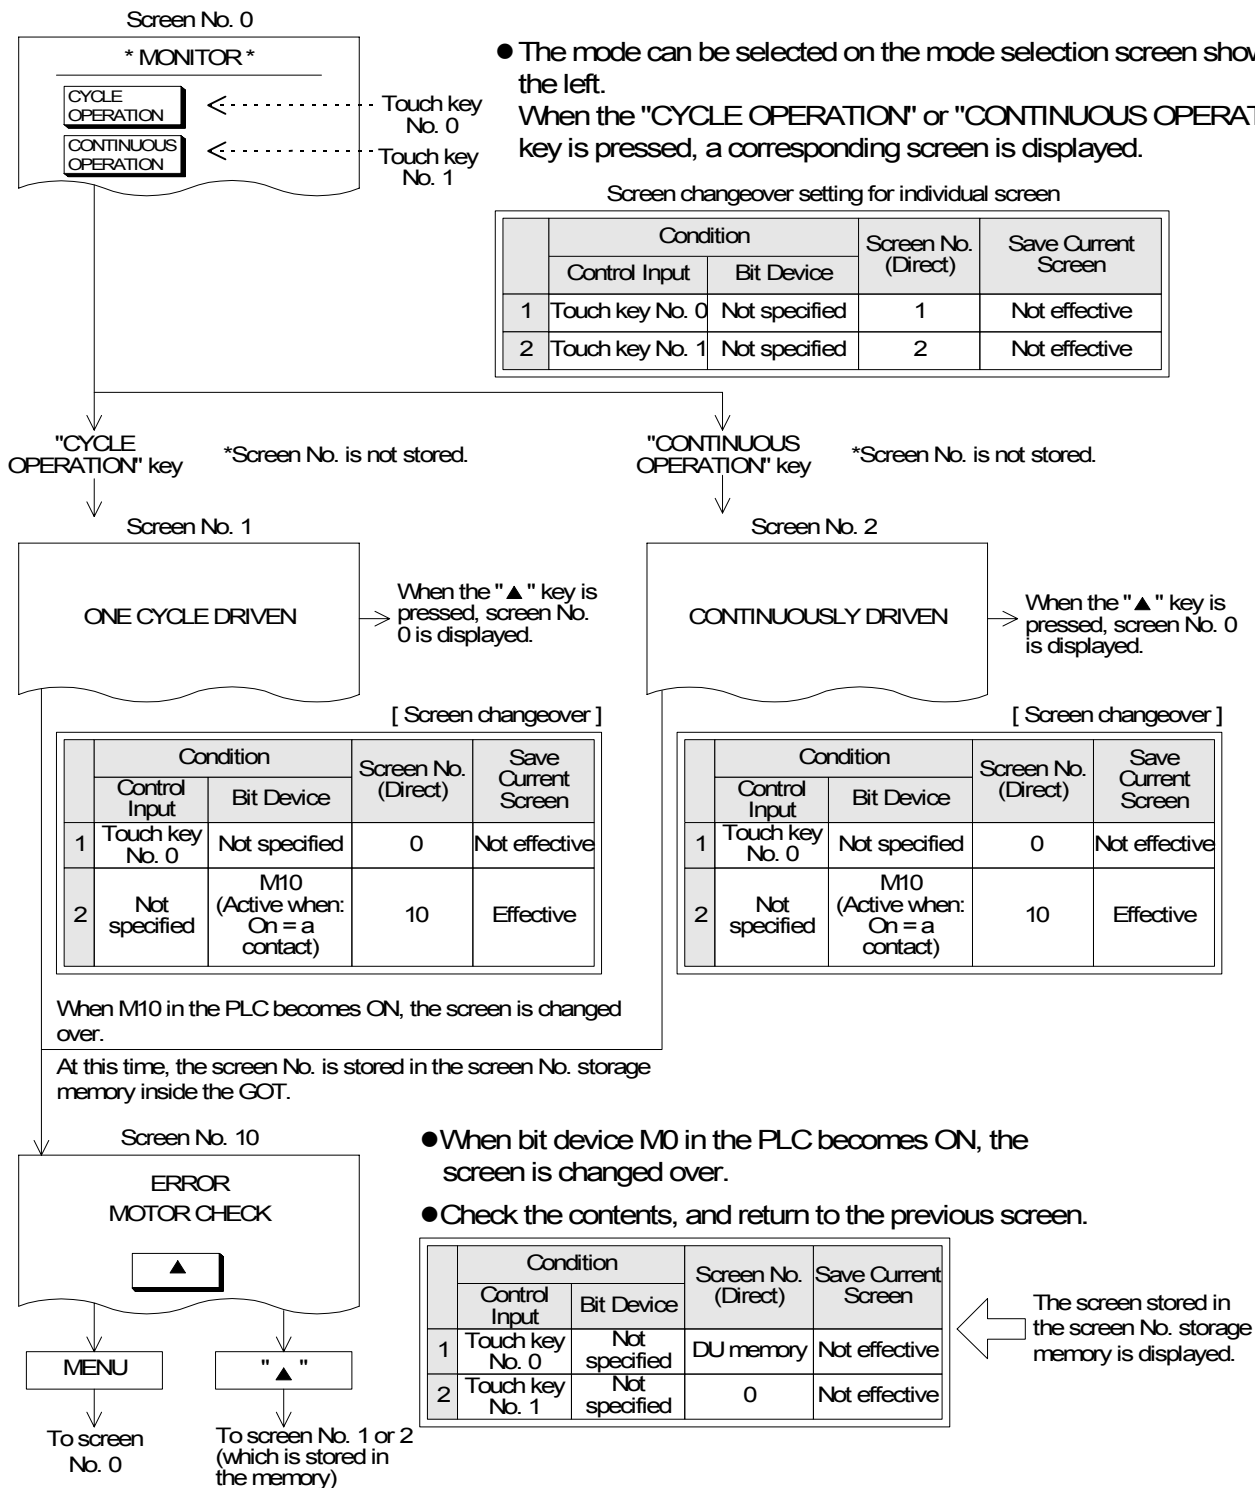 Screen No. 0
* MONITOR *
CYCLE
OPERATION
Touch key
No. 0
CONTINUOUS
OPERATION
Touch key
No. 1
● The mode can be selected on the mode selection screen
the left.
When the "CYCLE OPERATION" or "CONTINUOUS
key is pressed, a corresponding screen is displayed.
Screen changeover setting for individual screen
Condition
Screen No.
(Direct)
Save Current
Screen
Control Input
Bit Device
1 Touch key No. 0 Not specified 1 Not effective
2 Touch key No. 1 Not specified 2 Not effective
"CYCLE
OPERATION" key
*Screen No. is not stored.
"CONTINUOUS
OPERATION" key
*Screen No. is not stored.
Screen No. 1
ONE CYCLE DRIVEN
When the "▲" key is
pressed, screen No.
0 is displayed.
Screen No. 2
CONTINUOUSLY DRIVEN
When the "▲" key is
pressed, screen No. 0
is displayed.
[ Screen changeover ]
Condition
Screen No.
(Direct)
Save
Current
Screen
Control
Input
Bit Device
1
Touch key
No. 0
Not specified
0
Not effective
2
Not
specified
M10
(Active when:
On = a
contact)
10
Effective
[ Screen changeover ]
Condition
Screen No.
(Direct)
Save
Current
Screen
Control
Input
Bit Device
1
Touch key
No. 0
Not specified
0
Not effective
2
Not
specified
M10
(Active when:
On = a
contact)
10
Effective
When M10 in the PLC becomes ON, the screen is changed
over.
At this time, the screen No. is stored in the screen No. storage
memory inside the GOT.
Screen No. 10
ERROR
MOTOR CHECK
▲
MENU
" ▲ "
To screen
No. 0
To screen No. 1 or 2
(which is stored in
the memory)
● When bit device M0 in the PLC becomes ON, the
screen is changed over.
● Check the contents, and return to the previous screen.
Condition
Screen No.
(Direct)
Save Current
Screen
Control
Input
Bit Device
1
Touch key
No. 0
Not
specified
DU memory
Not effective
2
Touch key
No. 1
Not
specified
0
Not effective
The screen stored in
the screen No. storage
memory is displayed.